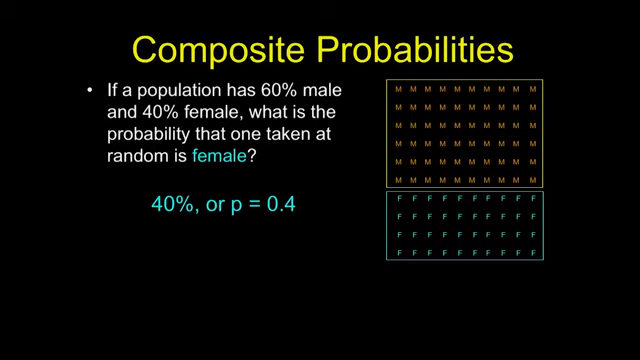 Composite Probabilities
• If a population has 60% male
and 40% female, what is the
probability that one taken at
random is female?
40%, or p = 0.4
M M M M M M M M M M
M M M M M M M M M M
M M M M M M M M M M
M M M M M M M M M M
M M M M M M M M M M
M M M M M M M M M M
F F F F F F F F F F
F F F F F F F F F F
F F F F F F F F F F
F F F F F F F F F F